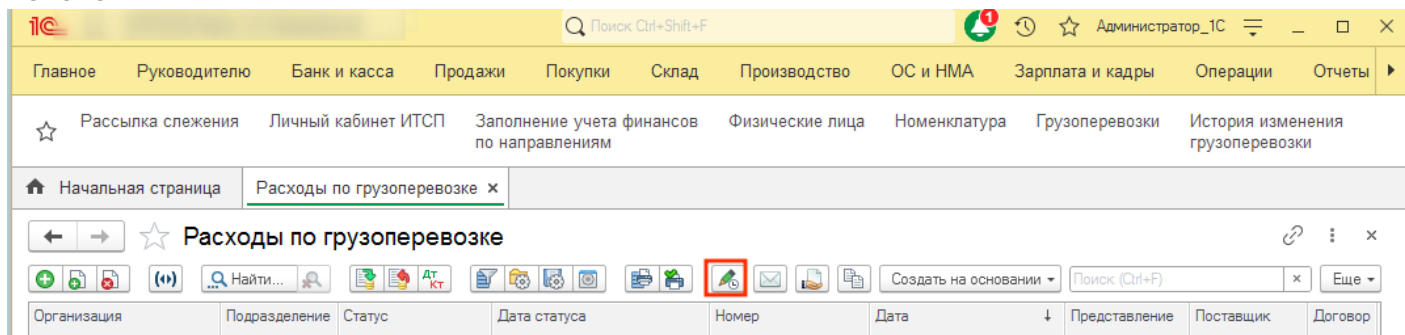 1С
Поиск Ctrl+Shift+F
1
Администратор_1С
Главное Руководителю Банк и касса Продажи Покупки Склад Производство ОС и НМА Зарплата и кадры Операции Отчеты
Рассылка слежения Личный кабинет ИТСП Заполнение учета финансов по направлениям Физические лица Номенклатура Грузоперевозки История изменения грузоперевозки
Начальная страница Расходы по грузоперевозке ×
Расходы по грузоперевозке
Найти... Дт Кт Создать на основании Поиск (Ctrl+F) × Еще
Организация Подразделение Статус Дата статуса Номер Дата ↓ Представление Поставщик Договор